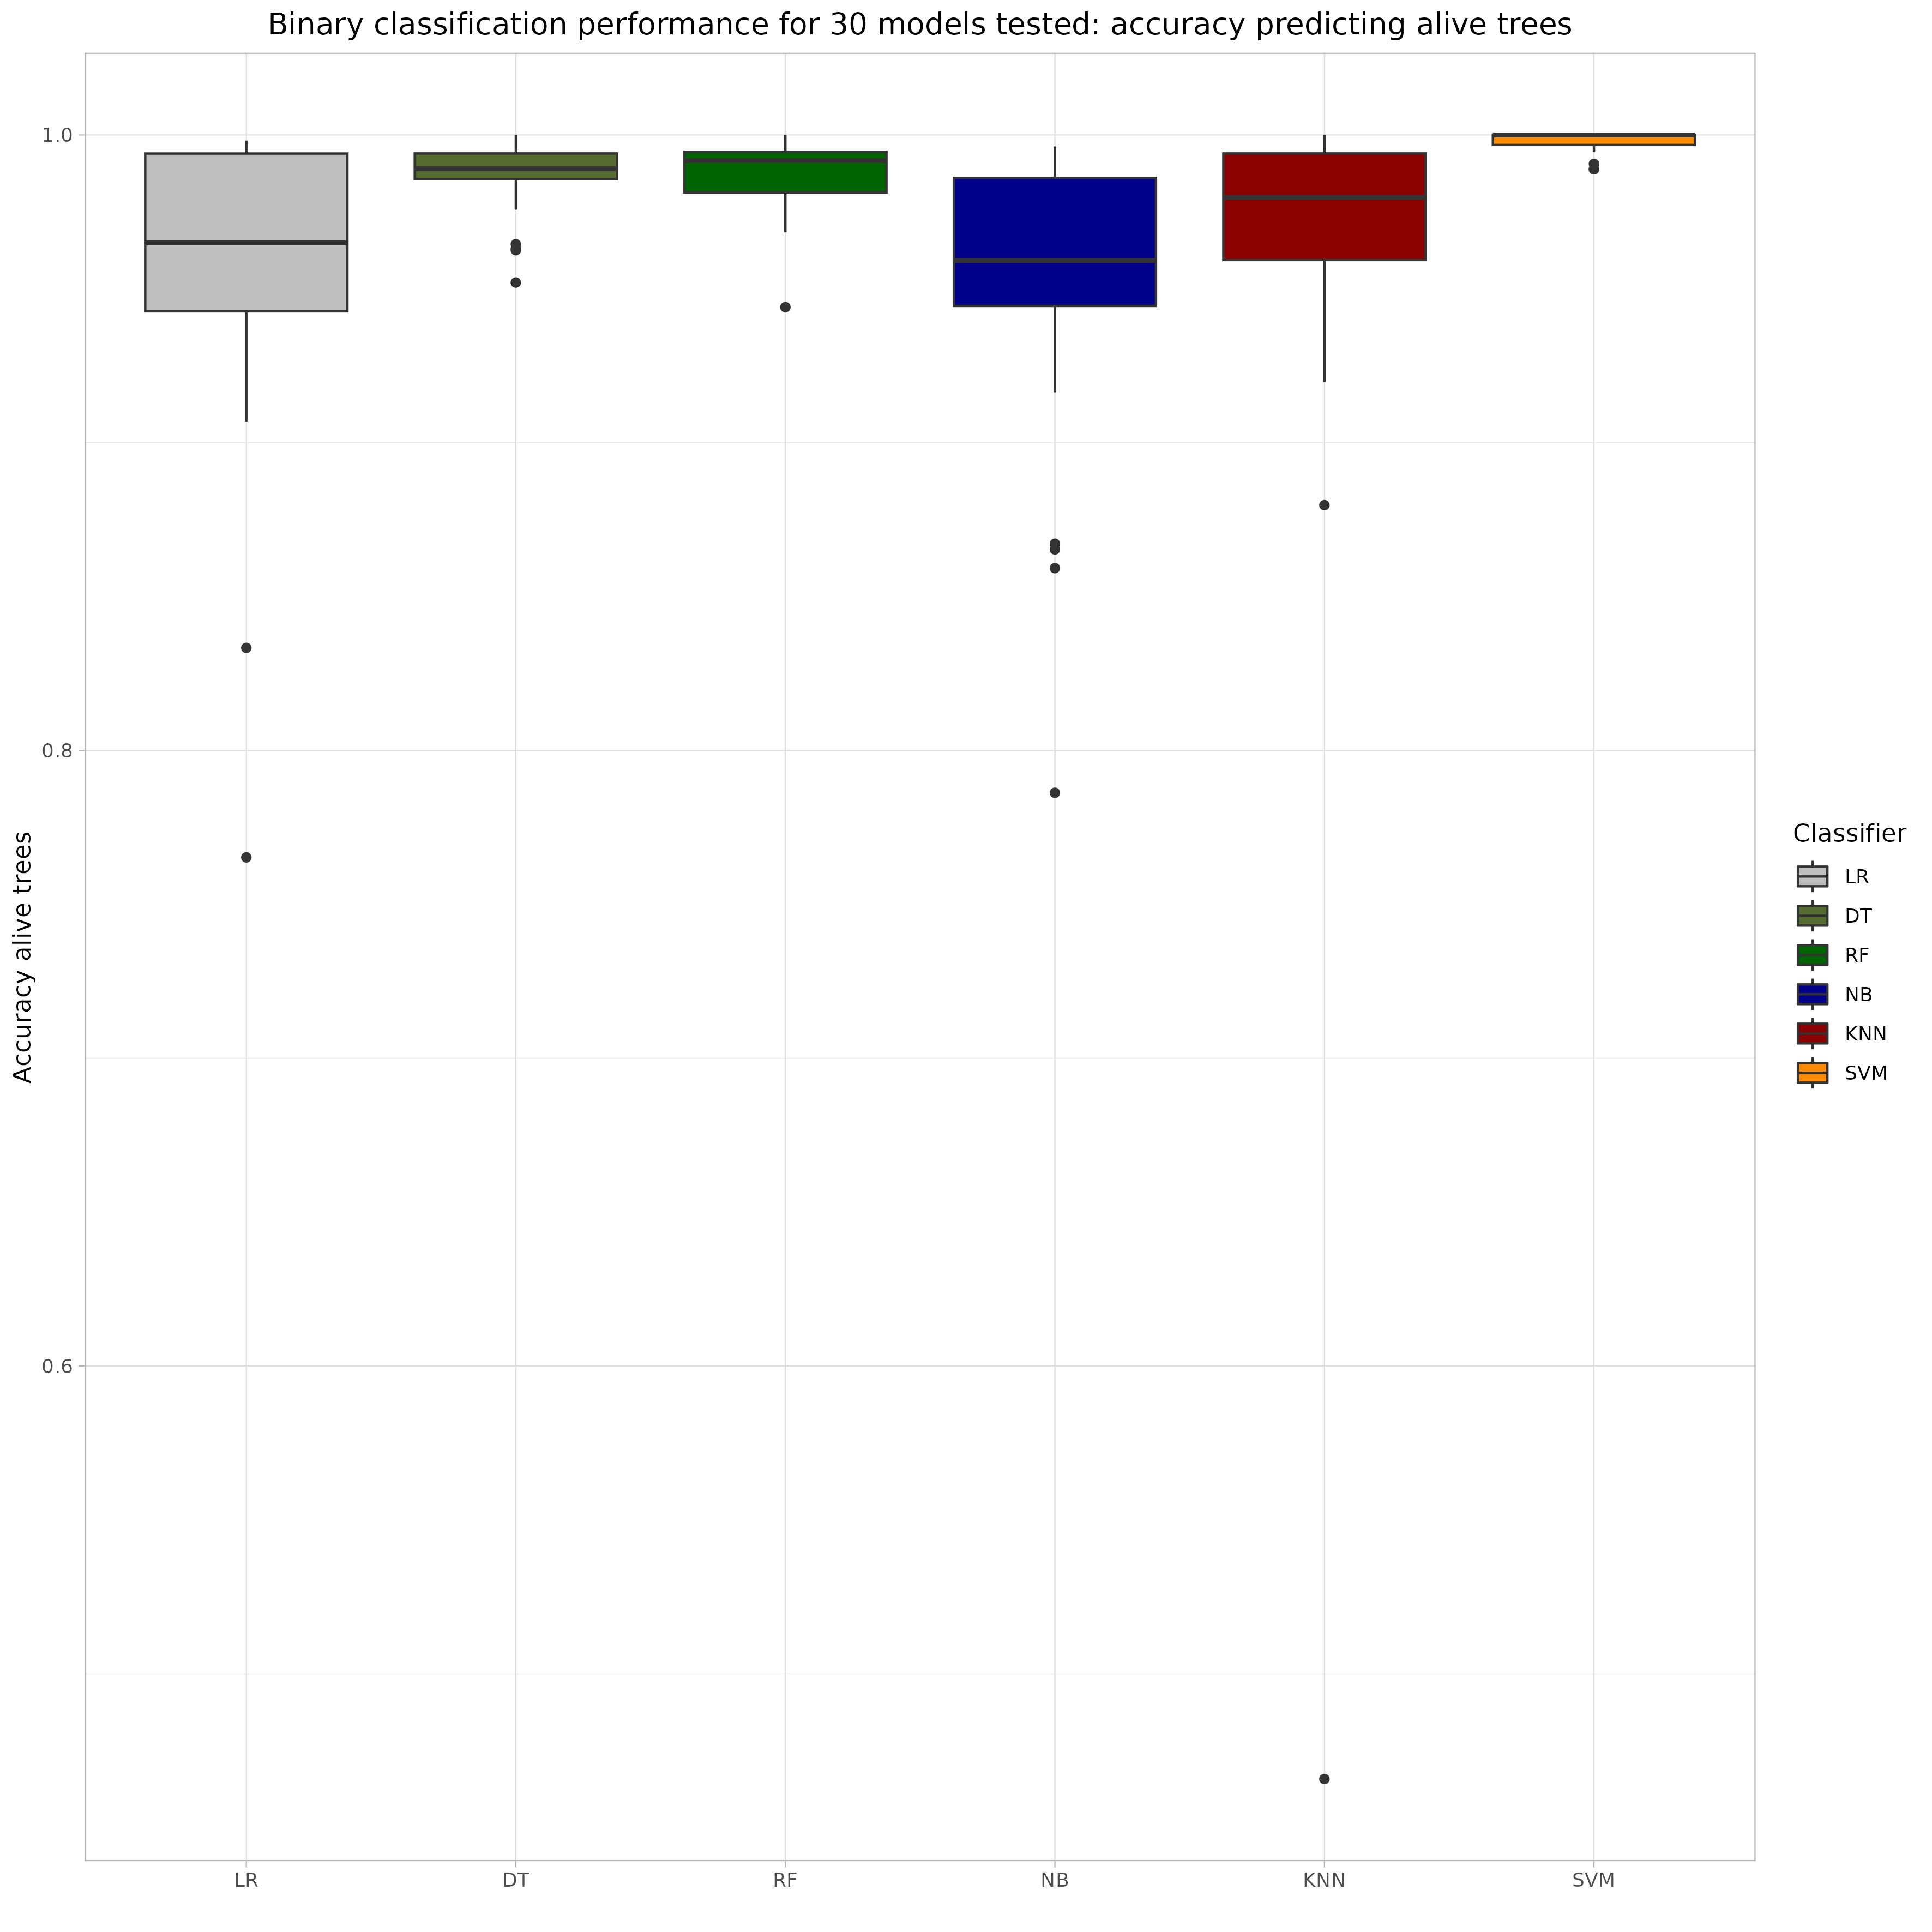 Binary classification performance for 30 models tested: accuracy predicting alive trees
Accuracy alive trees
1.0
0.8
0.6
LR
DT
RF
NB
KNN
SVM
Classifier
LR
DT
RF
NB
KNN
SVM